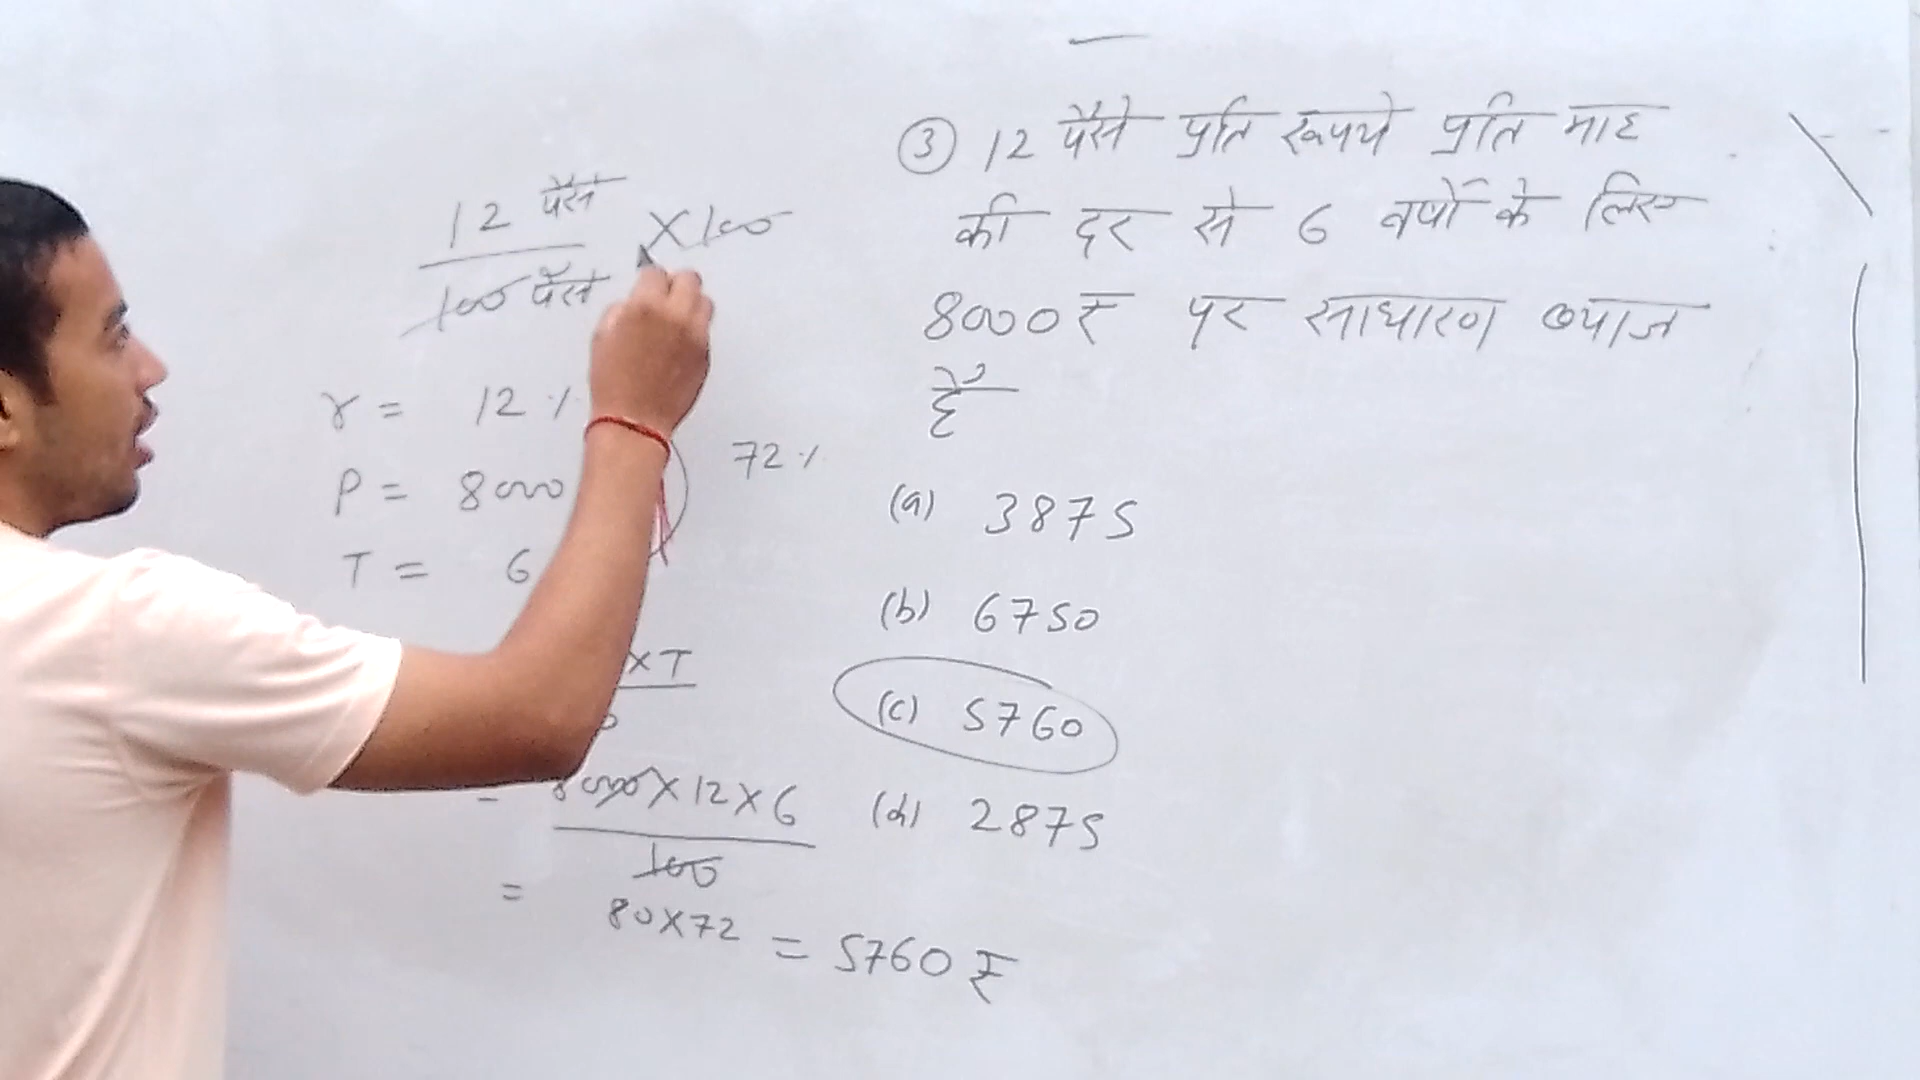 ③ 12 पैसे प्रति रूपये प्रति माह
की दर से 6 वर्षों के लिए
8000 ₹ पर साधारण ब्याज
है
(a) 3875
(b) 6750
(c) 5760
(d) 2875
12 पैसे
100 पैसे
X 100
r = 12 %
P = 8000
T = 6
72 %
X T
8000 X 12 X 6
100
=
80 X 72 = 5760 ₹